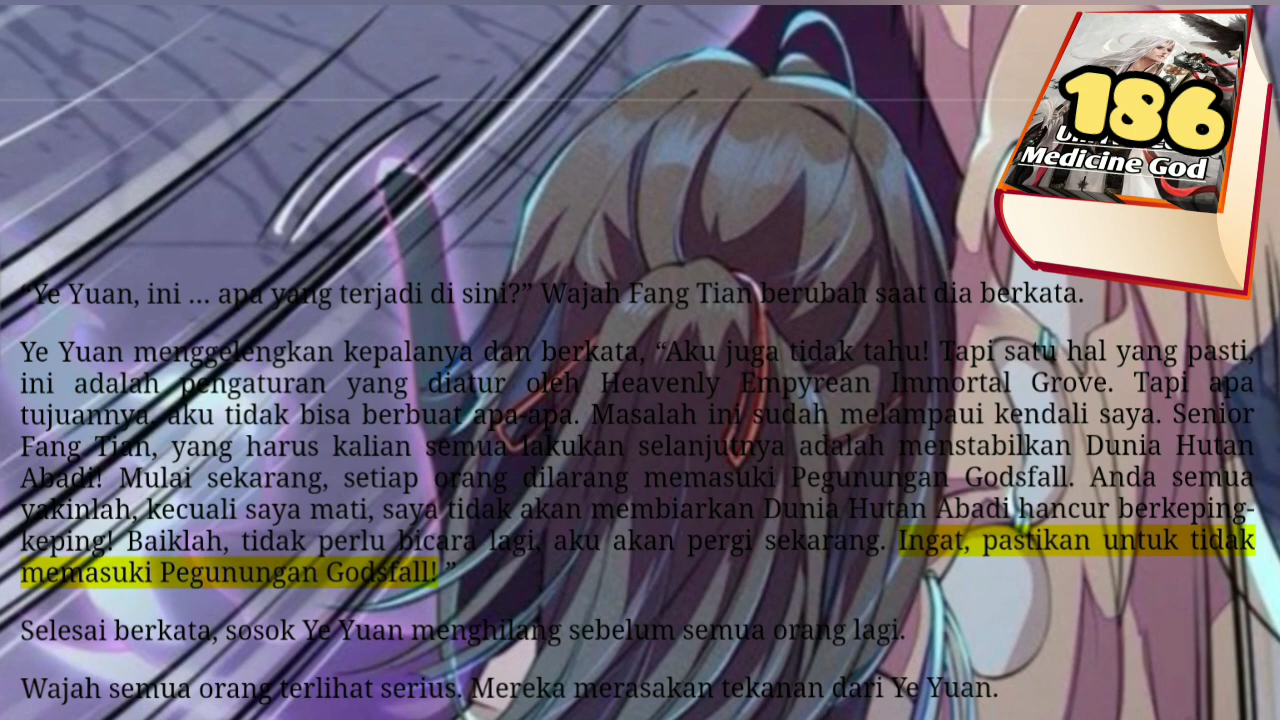 186
Medicine God
“Ye Yuan, ini ... apa yang terjadi di sini?” Wajah Fang Tian berubah saat dia berkata.
Ye Yuan menggelengkan kepalanya dan berkata, “Aku juga tidak tahu! Tapi satu hal yang pasti,
ini adalah pengaturan yang diatur oleh Heavenly Empyrean Immortal Grove. Tapi apa
tujuannya, aku tidak bisa berbuat apa-apa. Masalah ini sudah melampaui kendali saya. Senior
Fang Tian, yang harus kalian semua lakukan selanjutnya adalah menstabilkan Dunia Hutan
Abadi! Mulai sekarang, setiap orang dilarang memasuki Pegunungan Godsfall. Anda semua
yakinlah, kecuali saya mati, saya tidak akan membiarkan Dunia Hutan Abadi hancur berkeping-
keping! Baiklah, tidak perlu bicara lagi, aku akan pergi sekarang. Ingat, pastikan untuk tidak
memasuki Pegunungan Godsfall! ”
Selesai berkata, sosok Ye Yuan menghilang sebelum semua orang lagi.
Wajah semua orang terlihat serius. Mereka merasakan tekanan dari Ye Yuan.